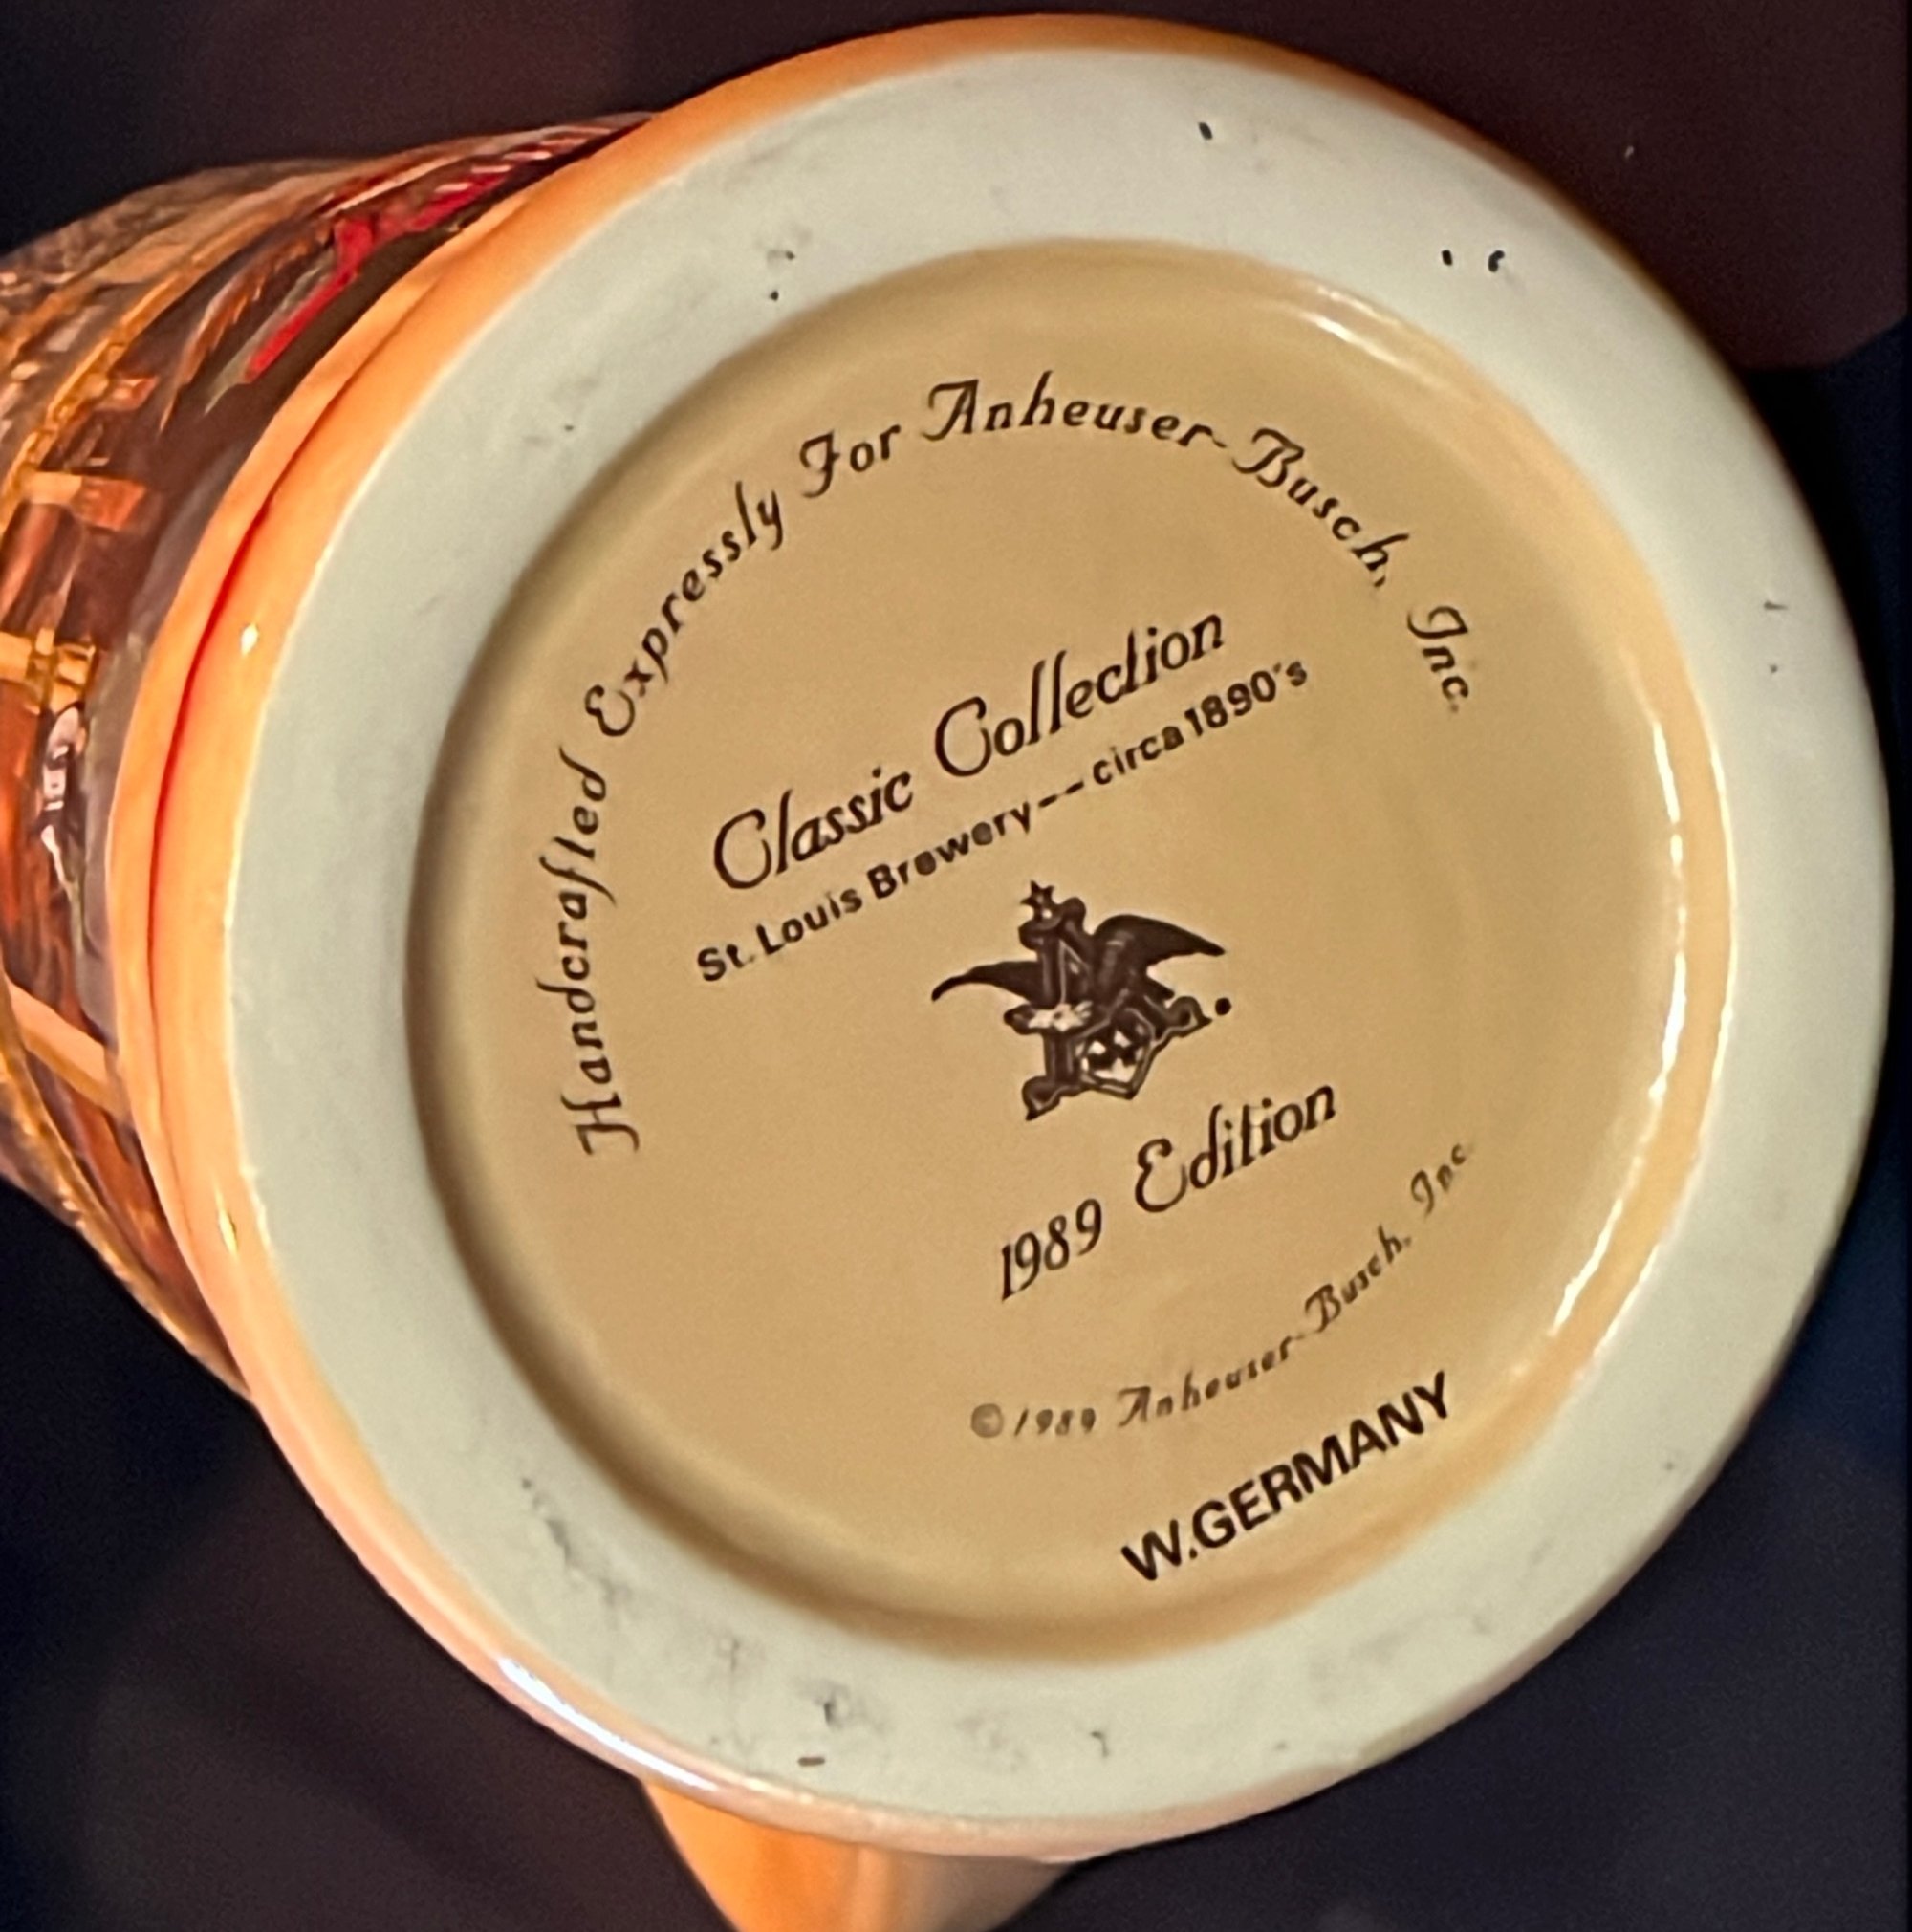 Handcrafted Expressly For Anheuser-Busch, Inc.
Classic Collection
St. Louis Brewery--circa 1890's
1989 Edition
©1989 Anheuser-Busch, Inc.
W.GERMANY